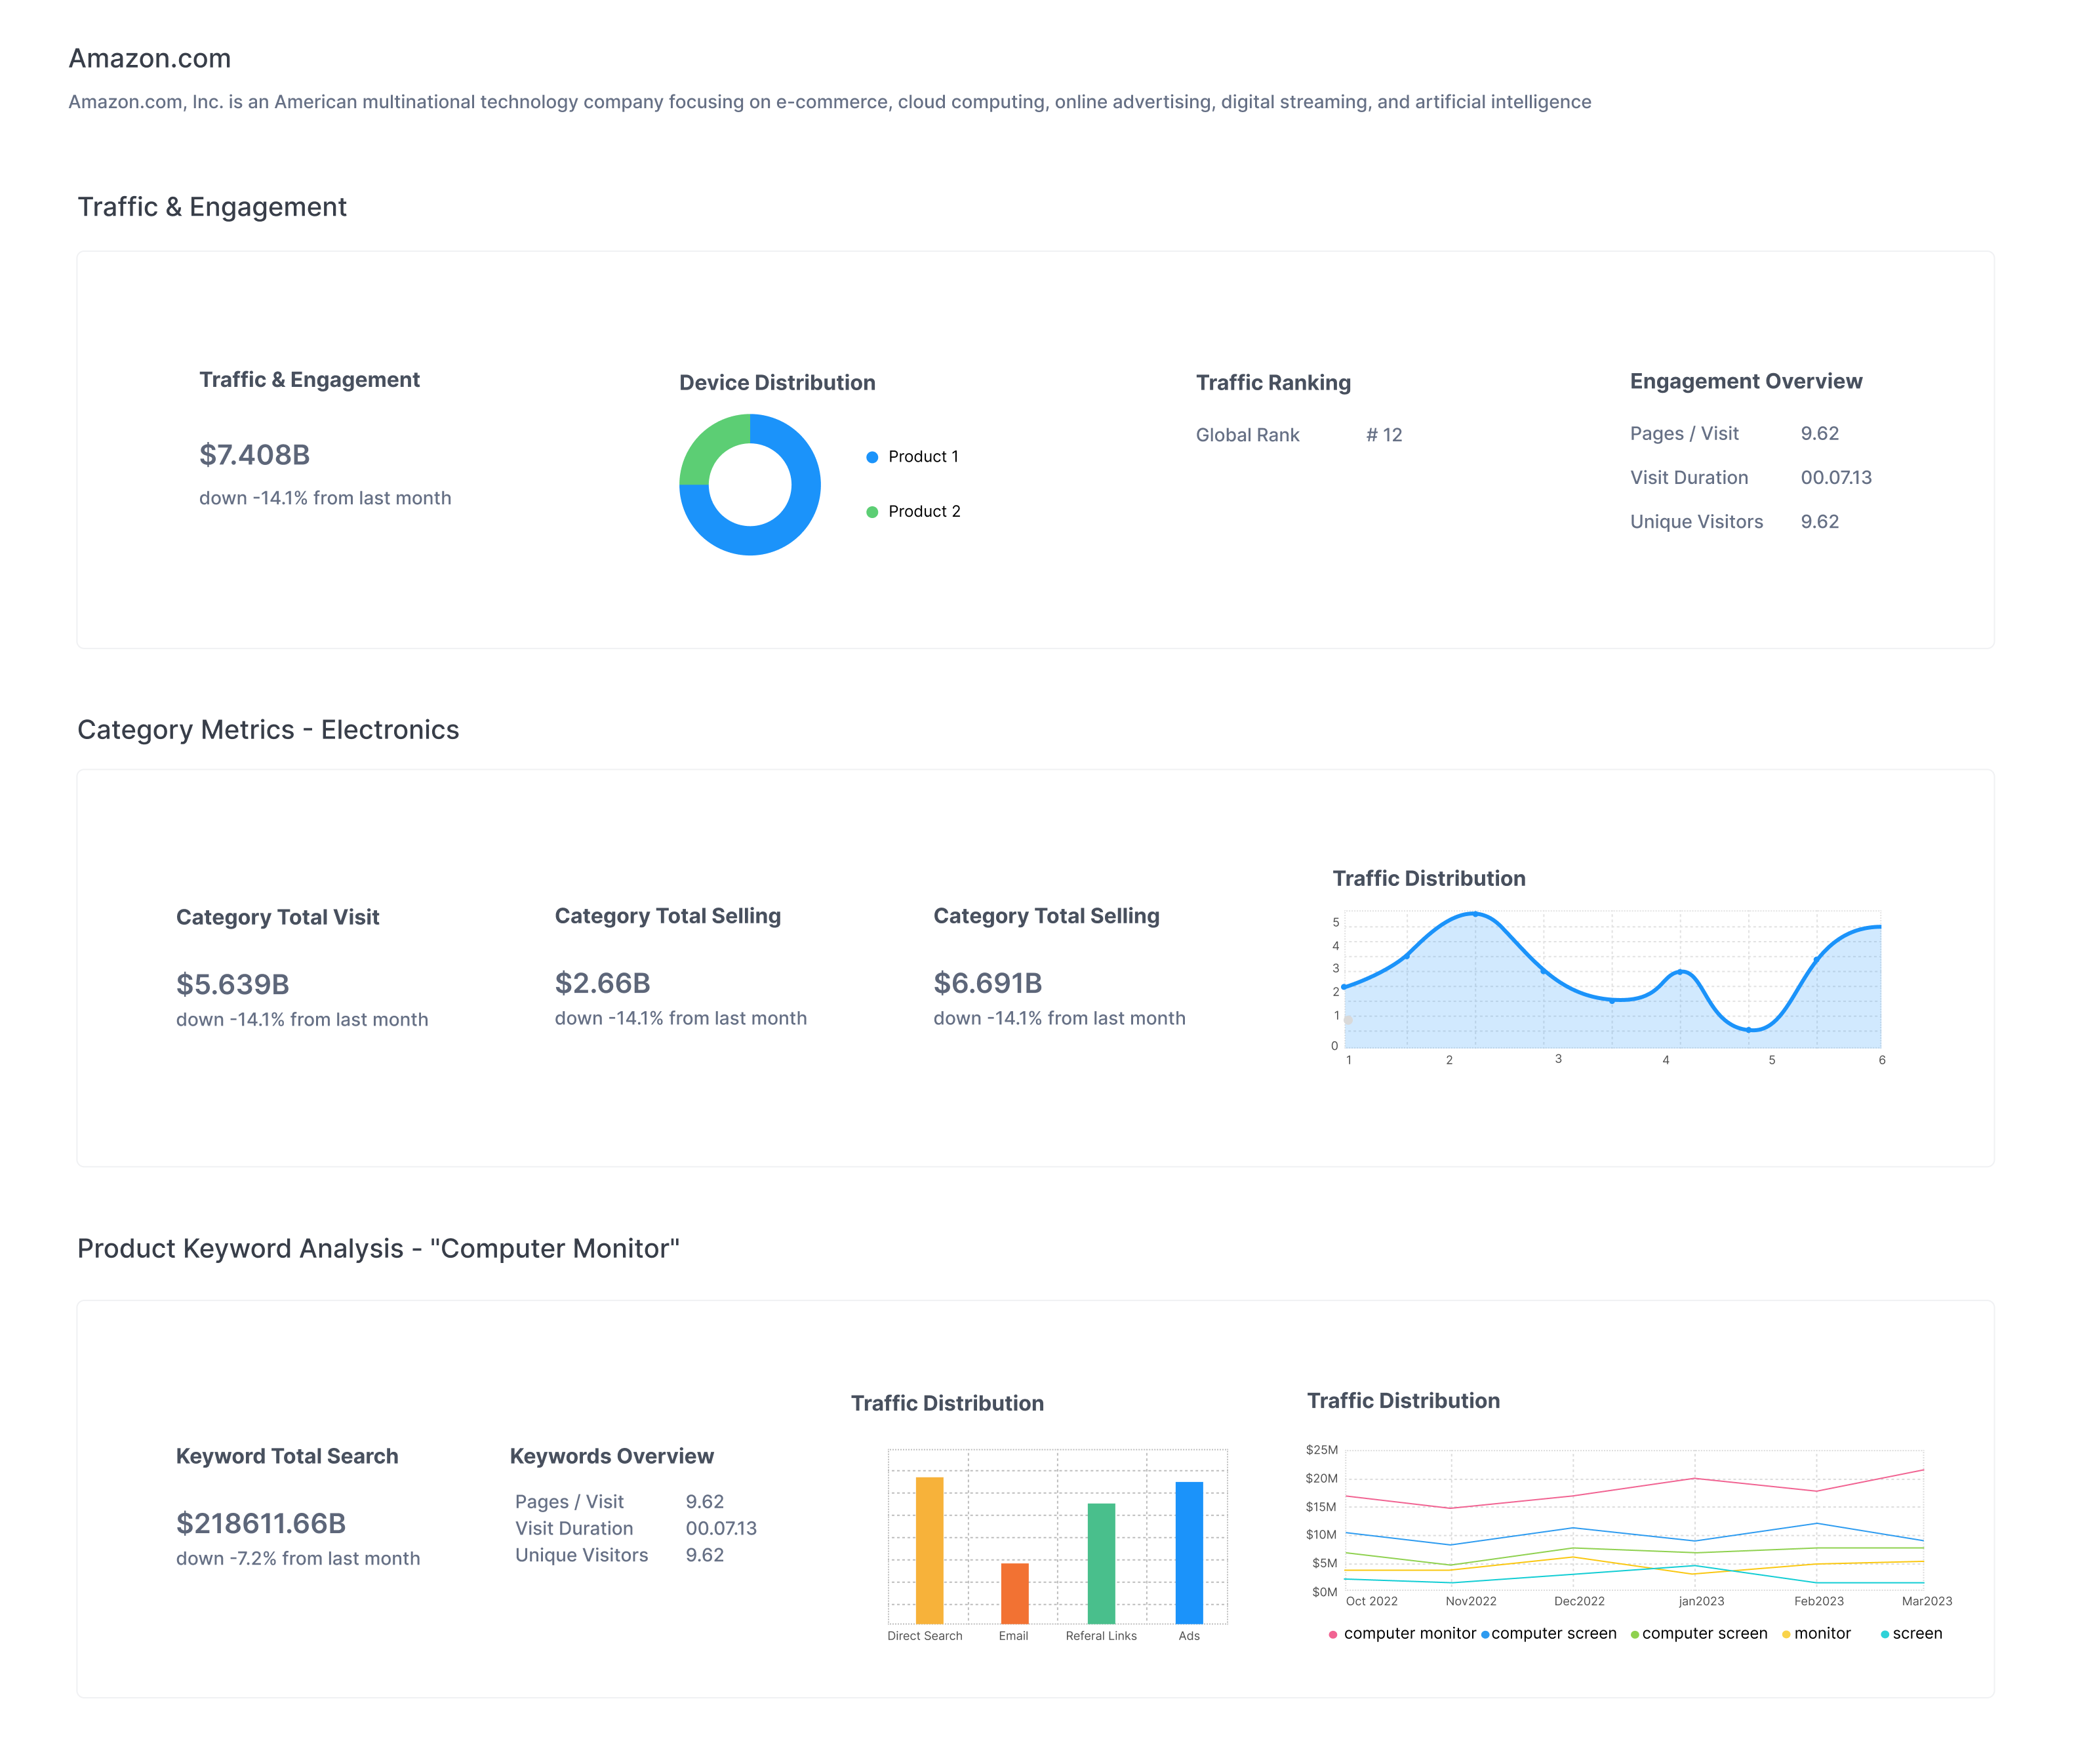 Amazon.com
Amazon.com, Inc. is an American multinational technology company focusing on e-commerce, cloud computing, online advertising, digital streaming, and artificial intelligence
Traffic & Engagement
Traffic & Engagement
$7.408B
down -14.1% from last month
Device Distribution
Product 1
Product 2
Traffic Ranking
Global Rank # 12
Engagement Overview
Pages / Visit 9.62
Visit Duration 00.07.13
Unique Visitors 9.62
Category Metrics - Electronics
Category Total Visit
$5.639B
down -14.1% from last month
Category Total Selling
$2.66B
down -14.1% from last month
Category Total Selling
$6.691B
down -14.1% from last month
Traffic Distribution
5
4
3
2
1
0
1 2 3 4 5 6
Product Keyword Analysis - "Computer Monitor"
Keyword Total Search
$218611.66B
down -7.2% from last month
Keywords Overview
Pages / Visit 9.62
Visit Duration 00.07.13
Unique Visitors 9.62
Traffic Distribution
Direct Search Email Referal Links Ads
Traffic Distribution
$25M
$20M
$15M
$10M
$5M
$0M
Oct 2022 Nov2022 Dec2022 jan2023 Feb2023 Mar2023
computer monitor computer screen computer screen monitor screen